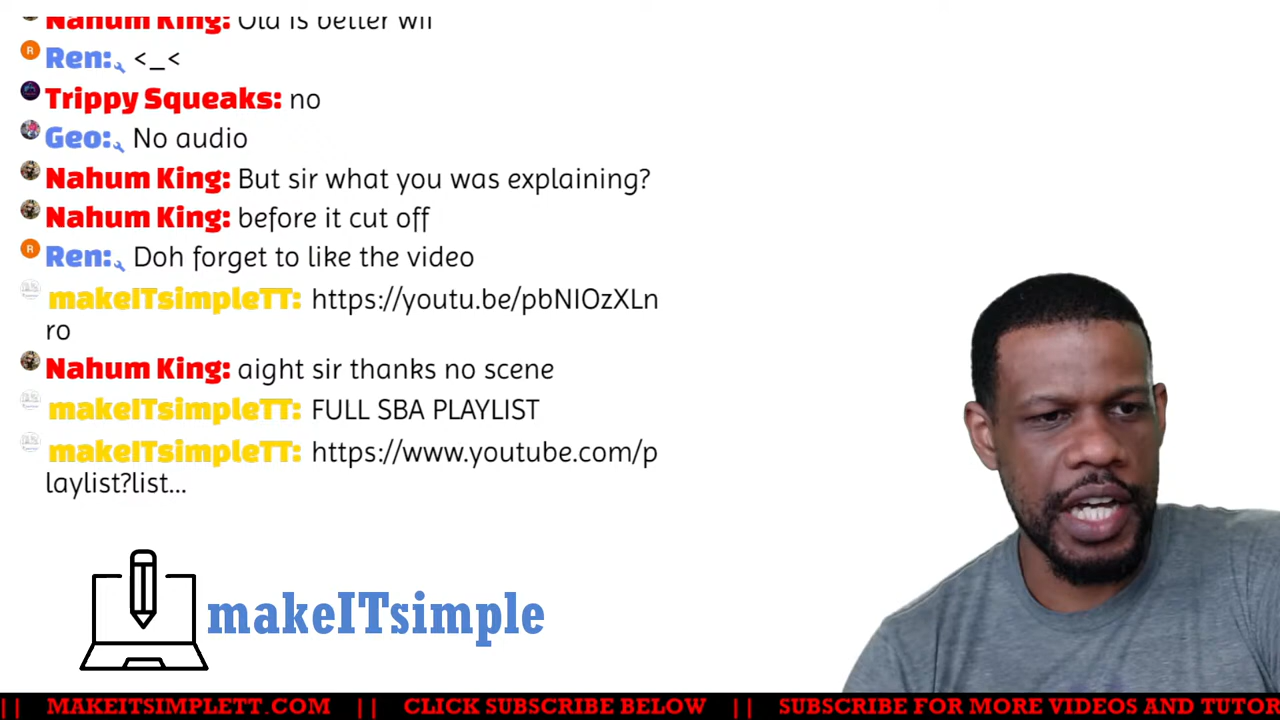 Nahum King: Old is better wii
Ren: <_<
Trippy Squeaks: no
Geo: No audio
Nahum King: But sir what you was explaining?
Nahum King: before it cut off
R Ren: Doh forget to like the video
makeITsimpleTT: https://youtu.be/pbNIOzXLn
ro
Nahum King: aight sir thanks no scene
makeITsimpleTT: FULL SBA PLAYLIST
makeITsimpleTT: https://www.youtube.com/p
laylist?list...
makeITsimple
|| MAKEITSIMPLETT.COM || CLICK SUBSCRIBE BELOW || SUBSCRIBE FOR MORE VIDEOS AND TUTOR